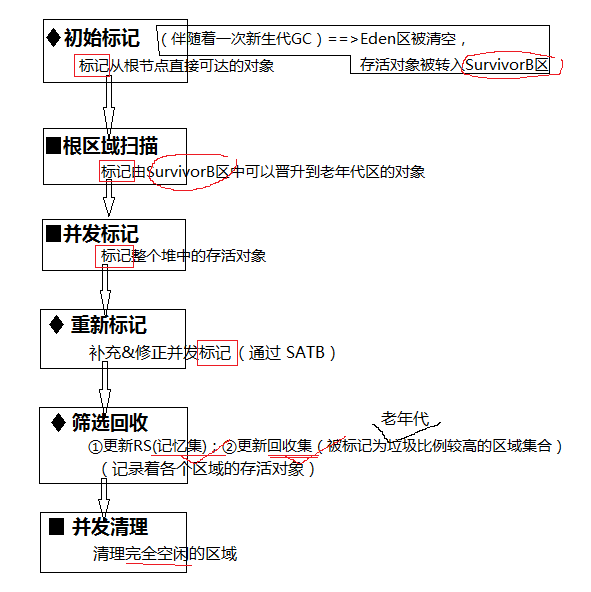 ◆初始标记 （伴随着一次新生代GC）==>Eden区被清空，
标记从根节点直接可达的对象 存活对象被转入SurvivorB区
■根区域扫描
标记由SurvivorB区中可以晋升到老年代区的对象
■并发标记
标记整个堆中的存活对象
◆ 重新标记
补充&修正并发标记（通过 SATB）
老年代
◆ 筛选回收
①更新RS(记忆集)；②更新回收集（被标记为垃圾比例较高的区域集合）
（记录着各个区域的存活对象）
■ 并发清理
清理完全空闲的区域